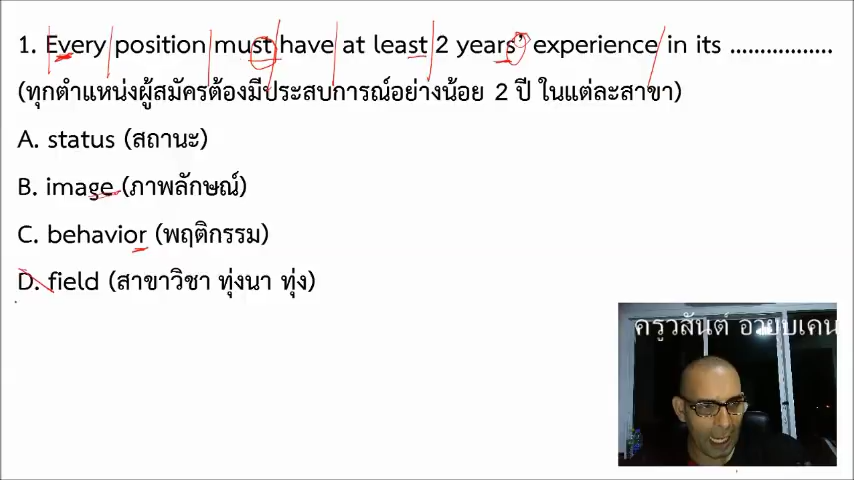 1. Every position must have at least 2 years' experience in its .................
(ทุกตำแหน่งผู้สมัครต้องมีประสบการณ์อย่างน้อย 2 ปี ในแต่ละสาขา)
A. status (สถานะ)
B. image (ภาพลักษณ์)
C. behavior (พฤติกรรม)
D. field (สาขาวิชา ทุ่งนา ทุ่ง)
ครูวสันต์